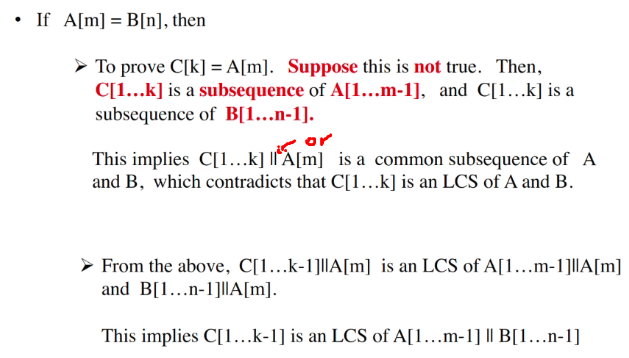 • If A[m] = B[n], then
➢ To prove C[k] = A[m]. Suppose this is not true. Then,
C[1…k] is a subsequence of A[1…m-1], and C[1…k] is a
subsequence of B[1…n-1].
or
This implies C[1…k] || A[m] is a common subsequence of A
and B, which contradicts that C[1…k] is an LCS of A and B.
➢ From the above, C[1…k-1]||A[m] is an LCS of A[1…m-1]||A[m]
and B[1…n-1]||A[m].
This implies C[1…k-1] is an LCS of A[1…m-1] || B[1…n-1]